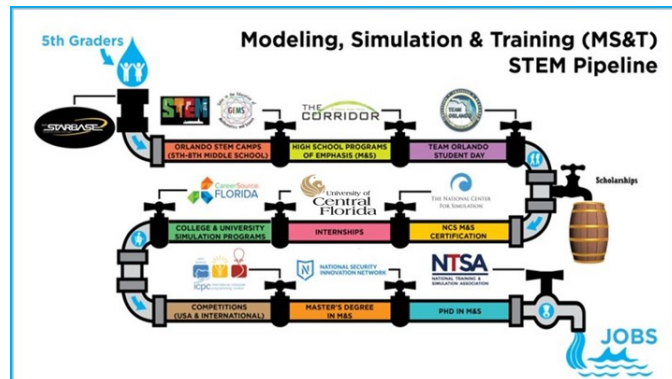 5th Graders
Modeling, Simulation & Training (MS&T)
STEM Pipeline
STARBASE
STEM
GEMS
THE
CORRIDOR
TEAM
ORLANDO
ORLANDO STEM CAMPS
(5TH-8TH MIDDLE SCHOOL)
HIGH SCHOOL PROGRAMS
OF EMPHASIS (M&S)
TEAM ORLANDO
STUDENT DAY
Scholarships
CareerSource
FLORIDA
University of
Central
Florida
THE NATIONAL CENTER
FOR SIMULATION
COLLEGE & UNIVERSITY
SIMULATION PROGRAMS
INTERNSHIPS
NCS M&S
CERTIFICATION
icpc
NATIONAL SECURITY
INNOVATION NETWORK
NTSA
NATIONAL TRAINING &
SIMULATION ASSOCIATION
COMPETITIONS
(USA & INTERNATIONAL)
MASTER'S DEGREE
IN M&S
PHD IN M&S
JOBS